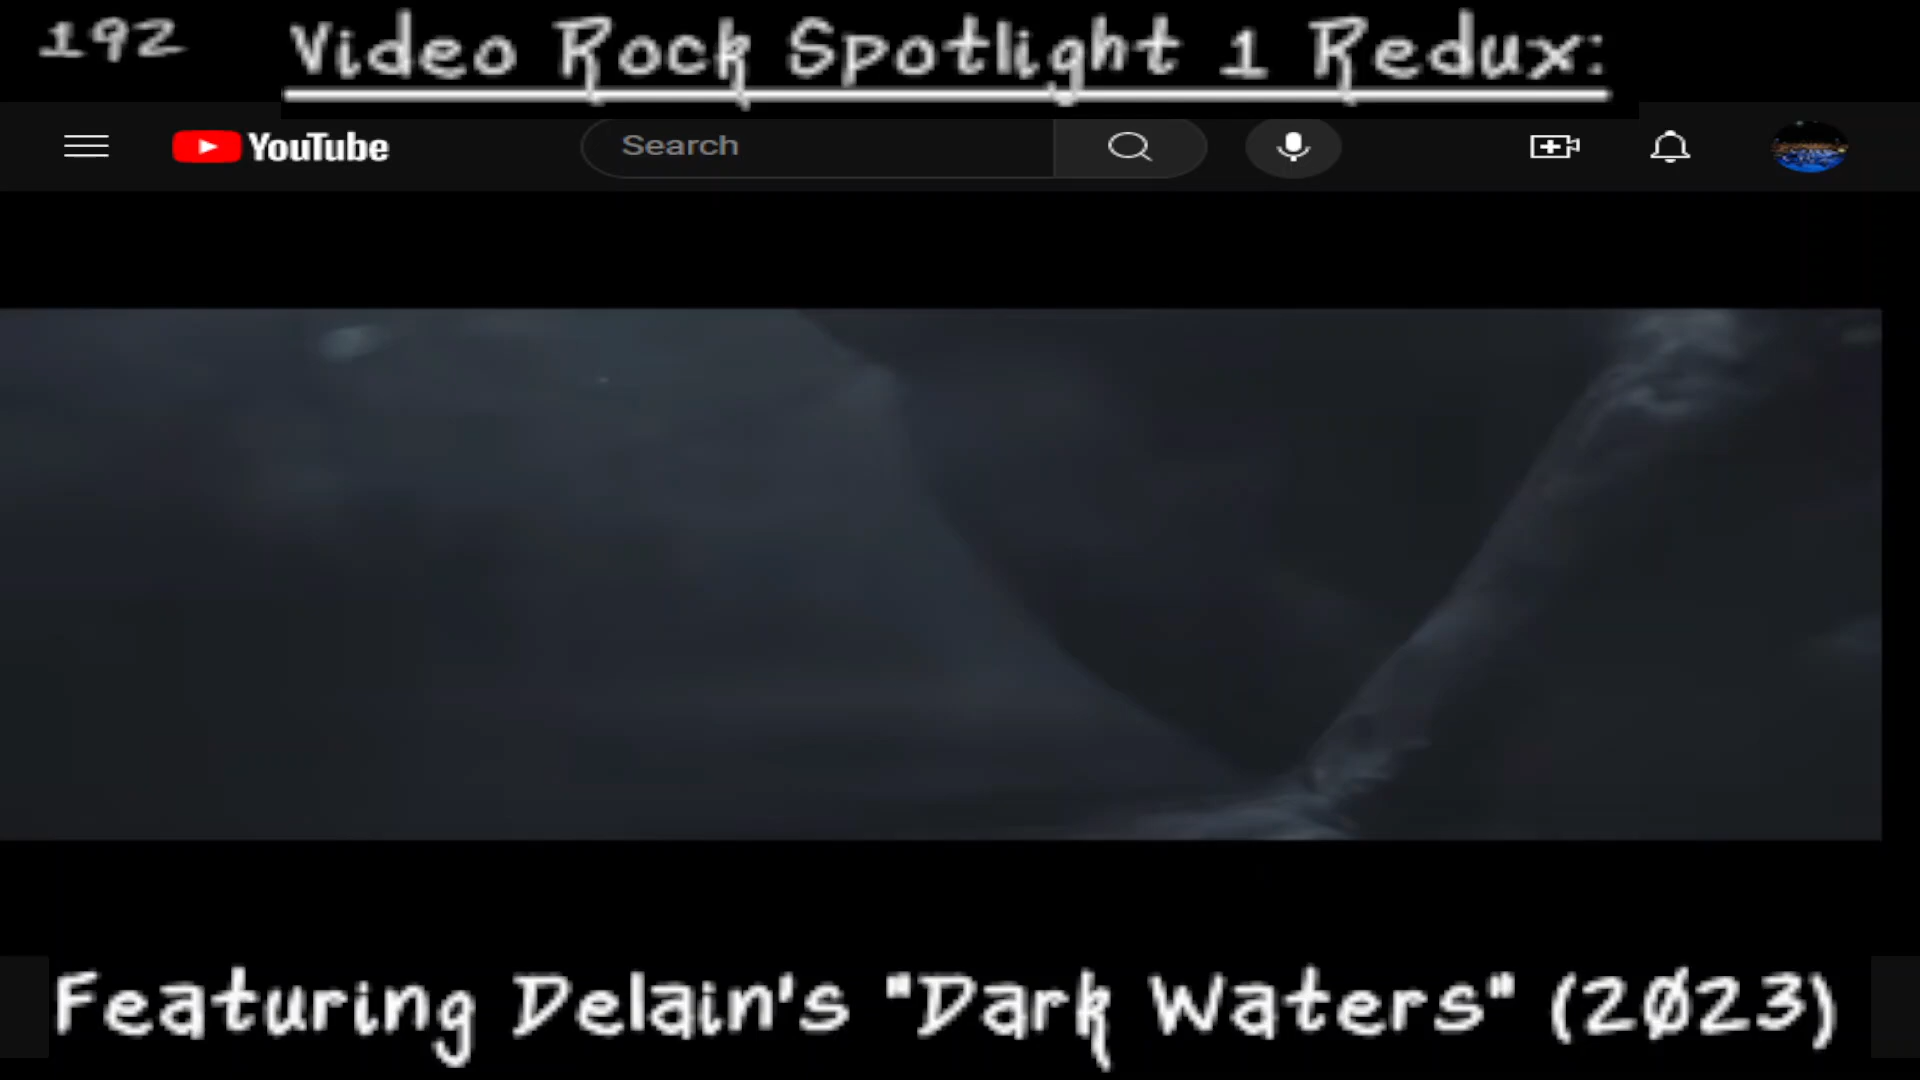 192 Video Rock Spotlight 1 Redux:
YouTube Search
Featuring Delain's "Dark Waters" (2023)